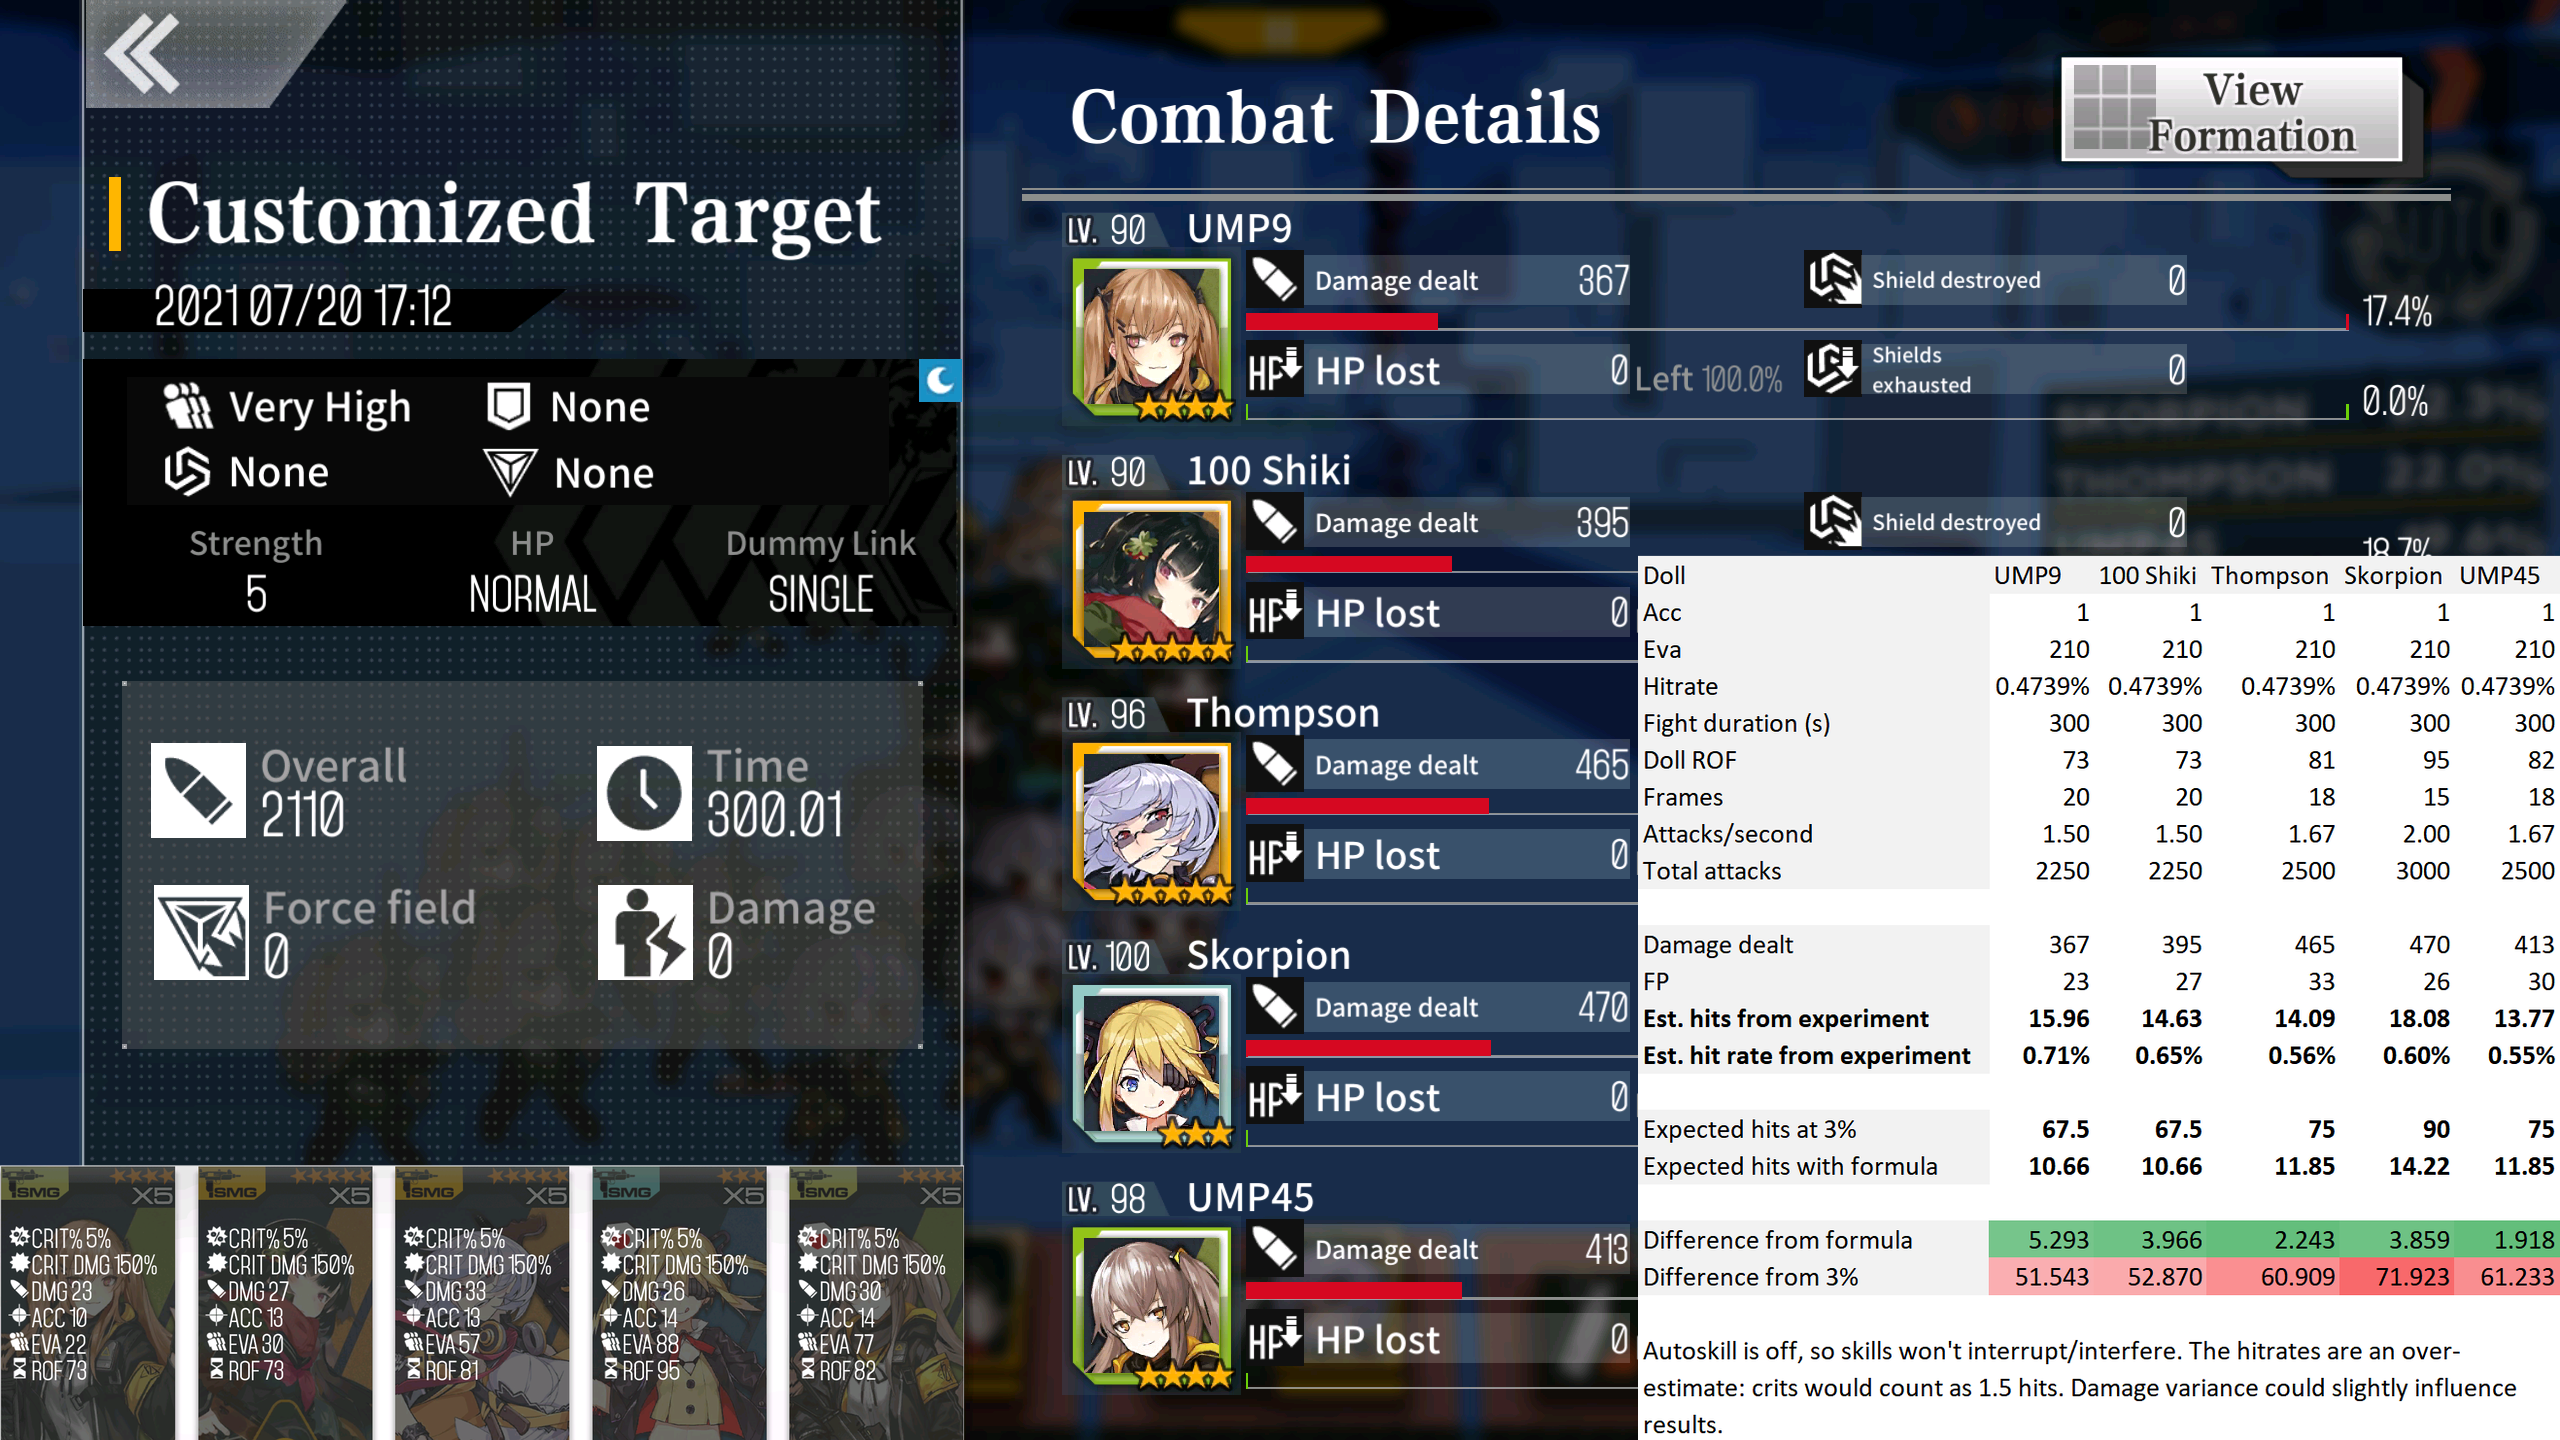 Customized Target
2021 07/20 17:12
Very High
None
None
None
Strength
HP
Dummy Link
5
NORMAL
SINGLE
Overall
2110
Time
300.01
Force field
0
Damage
0
Combat Details
View
Formation
LV. 90 UMP9
Damage dealt 367
Shield destroyed 0
17.4%
HP HP lost 0 Left 100.0%
Shields
exhausted 0
0.0%
LV. 90 100 Shiki
Damage dealt 395
Shield destroyed 0
18.7%
HP HP lost 0
LV. 96 Thompson
Damage dealt 465
HP HP lost 0
LV. 100 Skorpion
Damage dealt 470
HP HP lost 0
LV. 98 UMP45
Damage dealt 413
HP HP lost 0
SKORPION
THOMPSON 22.0%
SMG X5
CRIT% 5%
CRIT DMG 150%
DMG 23
ACC 10
EVA 22
ROF 73
SMG X5
CRIT% 5%
CRIT DMG 150%
DMG 27
ACC 13
EVA 30
ROF 73
SMG X5
CRIT% 5%
CRIT DMG 150%
DMG 33
ACC 13
EVA 57
ROF 81
SMG X5
CRIT% 5%
CRIT DMG 150%
DMG 26
ACC 14
EVA 88
ROF 95
SMG X5
CRIT% 5%
CRIT DMG 150%
DMG 30
ACC 14
EVA 77
ROF 82
Doll UMP9 100 Shiki Thompson Skorpion UMP45
Acc 1 1 1 1 1
Eva 210 210 210 210 210
Hitrate 0.4739% 0.4739% 0.4739% 0.4739% 0.4739%
Fight duration (s) 300 300 300 300 300
Doll ROF 73 73 81 95 82
Frames 20 20 18 15 18
Attacks/second 1.50 1.50 1.67 2.00 1.67
Total attacks 2250 2250 2500 3000 2500
Damage dealt 367 395 465 470 413
FP 23 27 33 26 30
Est. hits from experiment 15.96 14.63 14.09 18.08 13.77
Est. hit rate from experiment 0.71% 0.65% 0.56% 0.60% 0.55%
Expected hits at 3% 67.5 67.5 75 90 75
Expected hits with formula 10.66 10.66 11.85 14.22 11.85
Difference from formula 5.293 3.966 2.243 3.859 1.918
Difference from 3% 51.543 52.870 60.909 71.923 61.233
Autoskill is off, so skills won't interrupt/interfere. The hitrates are an over-
estimate: crits would count as 1.5 hits. Damage variance could slightly influence
results.